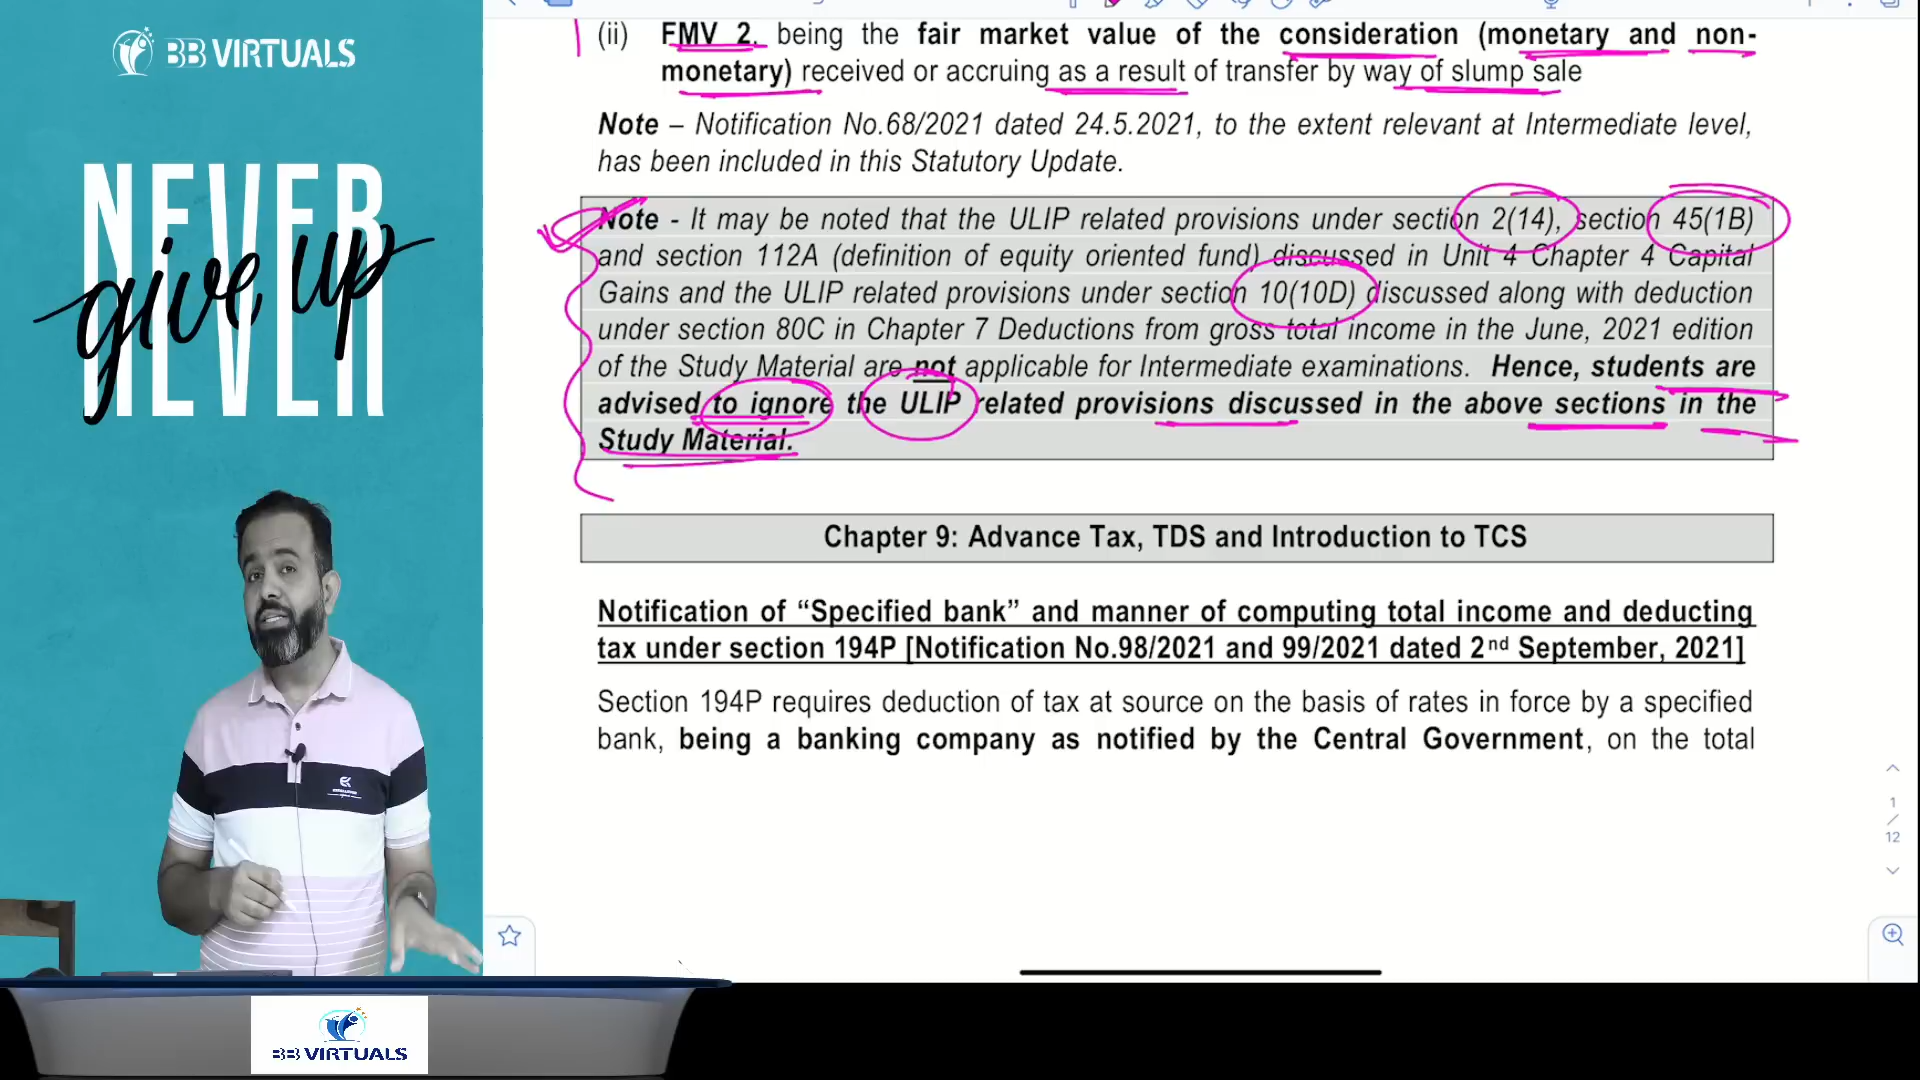 BB VIRTUALS
NEVER
give up
NEVER
(ii) FMV 2, being the fair market value of the consideration (monetary and non-
monetary) received or accruing as a result of transfer by way of slump sale
Note – Notification No.68/2021 dated 24.5.2021, to the extent relevant at Intermediate level,
has been included in this Statutory Update.
Note - It may be noted that the ULIP related provisions under section 2(14), section 45(1B)
and section 112A (definition of equity oriented fund) discussed in Unit 4 Chapter 4 Capital
Gains and the ULIP related provisions under section 10(10D) discussed along with deduction
under section 80C in Chapter 7 Deductions from gross total income in the June, 2021 edition
of the Study Material are not applicable for Intermediate examinations. Hence, students are
advised to ignore the ULIP related provisions discussed in the above sections in the
Study Material.
Chapter 9: Advance Tax, TDS and Introduction to TCS
Notification of “Specified bank” and manner of computing total income and deducting
tax under section 194P [Notification No.98/2021 and 99/2021 dated 2nd September, 2021]
Section 194P requires deduction of tax at source on the basis of rates in force by a specified
bank, being a banking company as notified by the Central Government, on the total
1
/
12
BB VIRTUALS